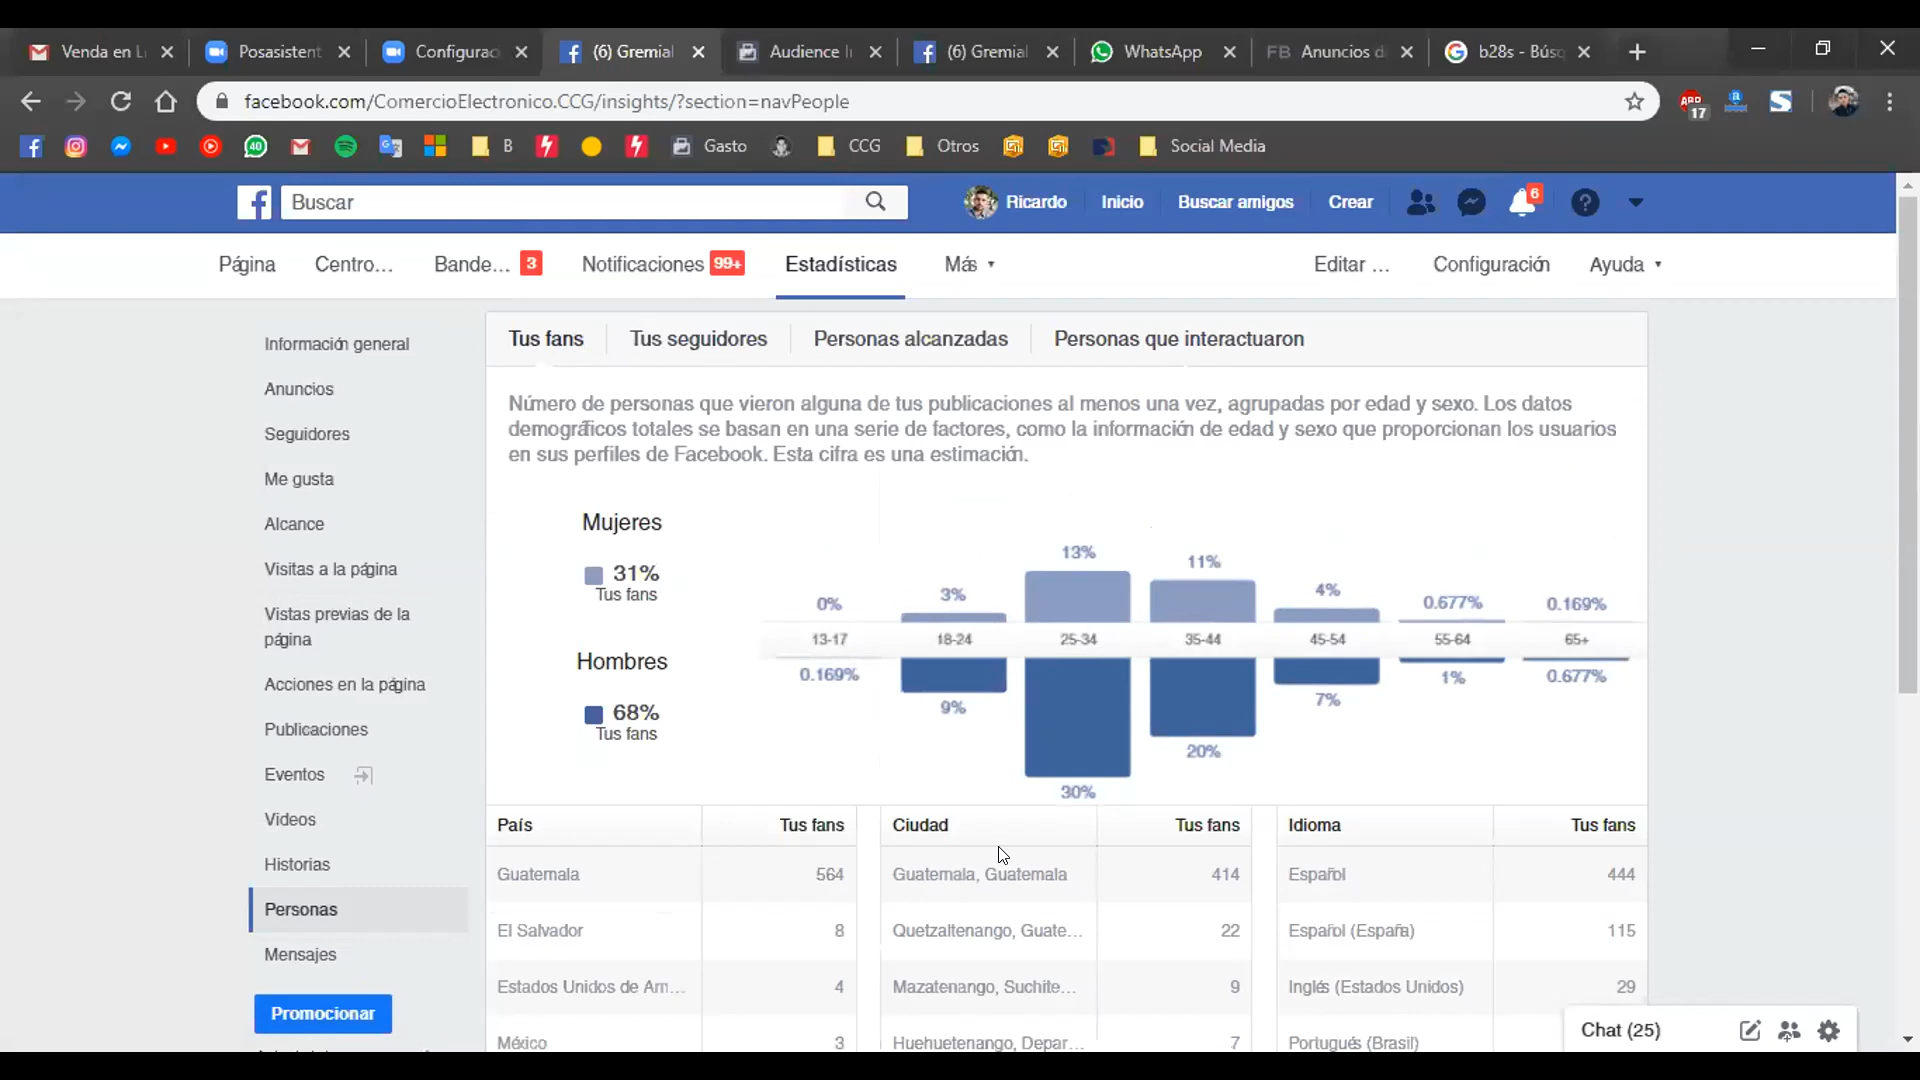 Venda en L
Posasistent
Configurac
(6) Gremial
Audience I
(6) Gremial
WhatsApp
FB Anuncios d
b28s - Búsq
facebook.com/ComercioElectronico.CCG/insights/?section=navPeople
ABP
17
a
S
40
B
Gasto
CCG
Otros
Social Media
Buscar
Ricardo
Inicio
Buscar amigos
Crear
6
Página
Centro...
Bande...
3
Notificaciones
99+
Estadísticas
Más
Editar ...
Configuración
Ayuda
Información general
Anuncios
Seguidores
Me gusta
Alcance
Visitas a la página
Vistas previas de la
página
Acciones en la página
Publicaciones
Eventos
Videos
Historias
Personas
Mensajes
Promocionar
Tus fans
Tus seguidores
Personas alcanzadas
Personas que interactuaron
Número de personas que vieron alguna de tus publicaciones al menos una vez, agrupadas por edad y sexo. Los datos
demográficos totales se basan en una serie de factores, como la información de edad y sexo que proporcionan los usuarios
en sus perfiles de Facebook. Esta cifra es una estimación.
Mujeres
31%
Tus fans
Hombres
68%
Tus fans
0% 3% 13% 11% 4% 0.677% 0.169%
13-17 18-24 25-34 35-44 45-54 55-64 65+
0.169% 9% 30% 20% 7% 1% 0.677%
País Tus fans
Guatemala 564
El Salvador 8
Estados Unidos de Am... 4
México 3
Ciudad Tus fans
Guatemala, Guatemala 414
Quetzaltenango, Guate... 22
Mazatenango, Suchite... 9
Huehuetenango, Depar... 7
Idioma Tus fans
Español 444
Español (España) 115
Inglés (Estados Unidos) 29
Portugués (Brasil)
Chat (25)